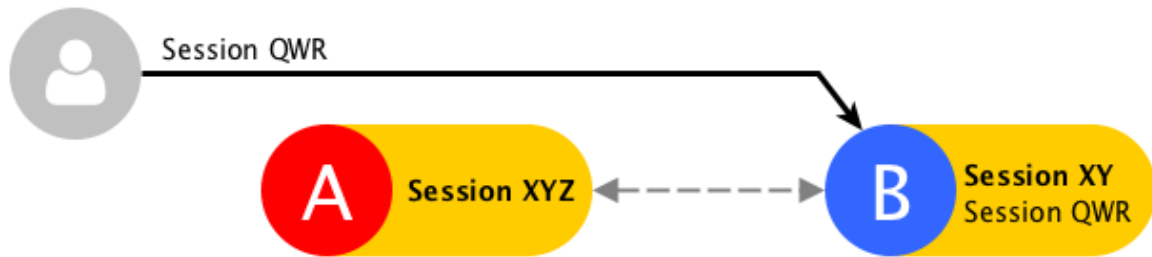 Session QWR
A
Session XYZ
B
Session XY
Session QWR